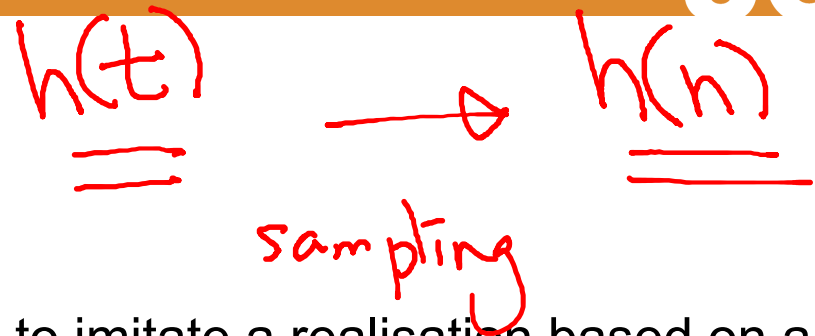 h(t) h(n)
sampling
to imitate a realisation based on a